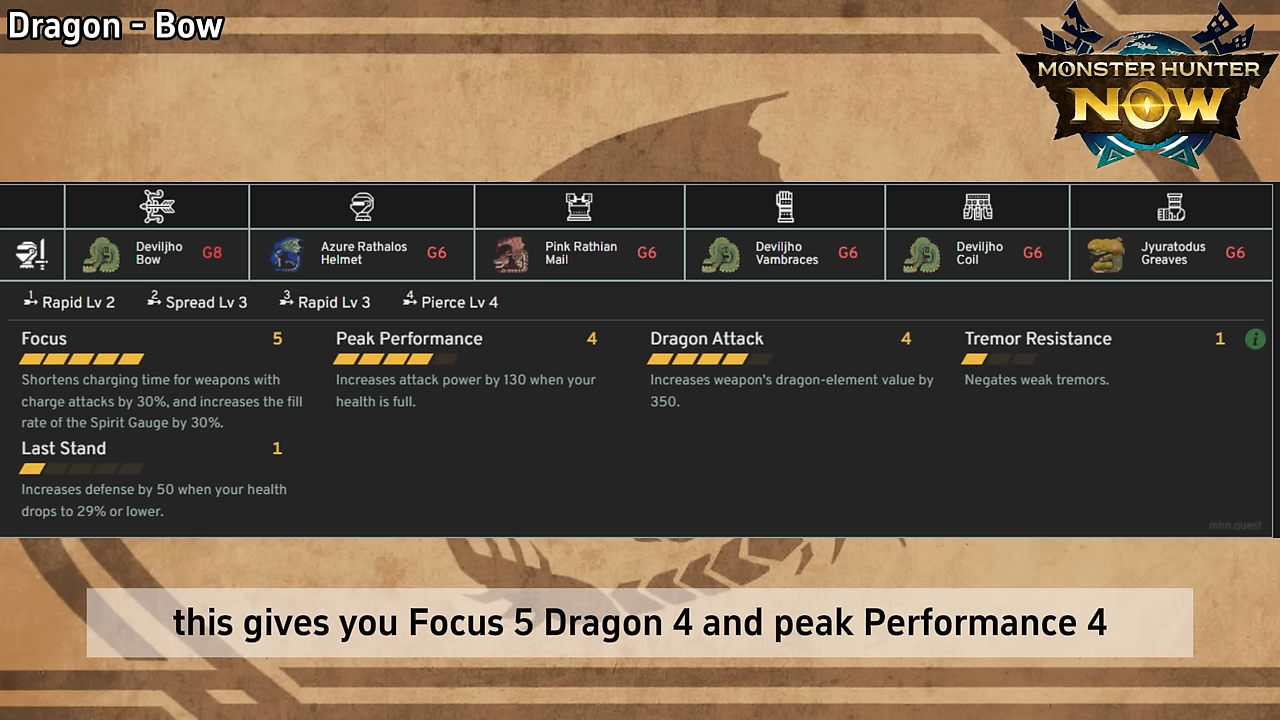 Dragon - Bow
MONSTER HUNTER
NOW
Deviljho
Bow
G8
Azure Rathalos
Helmet
G6
Pink Rathian
Mail
G6
Deviljho
Vambraces
G6
Deviljho
Coil
G6
Jyuratodus
Greaves
G6
1 Rapid Lv 2
2 Spread Lv 3
3 Rapid Lv 3
4 Pierce Lv 4
Focus 5
Shortens charging time for weapons with
charge attacks by 30%, and increases the fill
rate of the Spirit Gauge by 30%.
Peak Performance 4
Increases attack power by 130 when your
health is full.
Dragon Attack 4
Increases weapon's dragon-element value by
350.
Tremor Resistance 1
i
Negates weak tremors.
Last Stand 1
Increases defense by 50 when your health
drops to 29% or lower.
mhn.quest
this gives you Focus 5 Dragon 4 and peak Performance 4